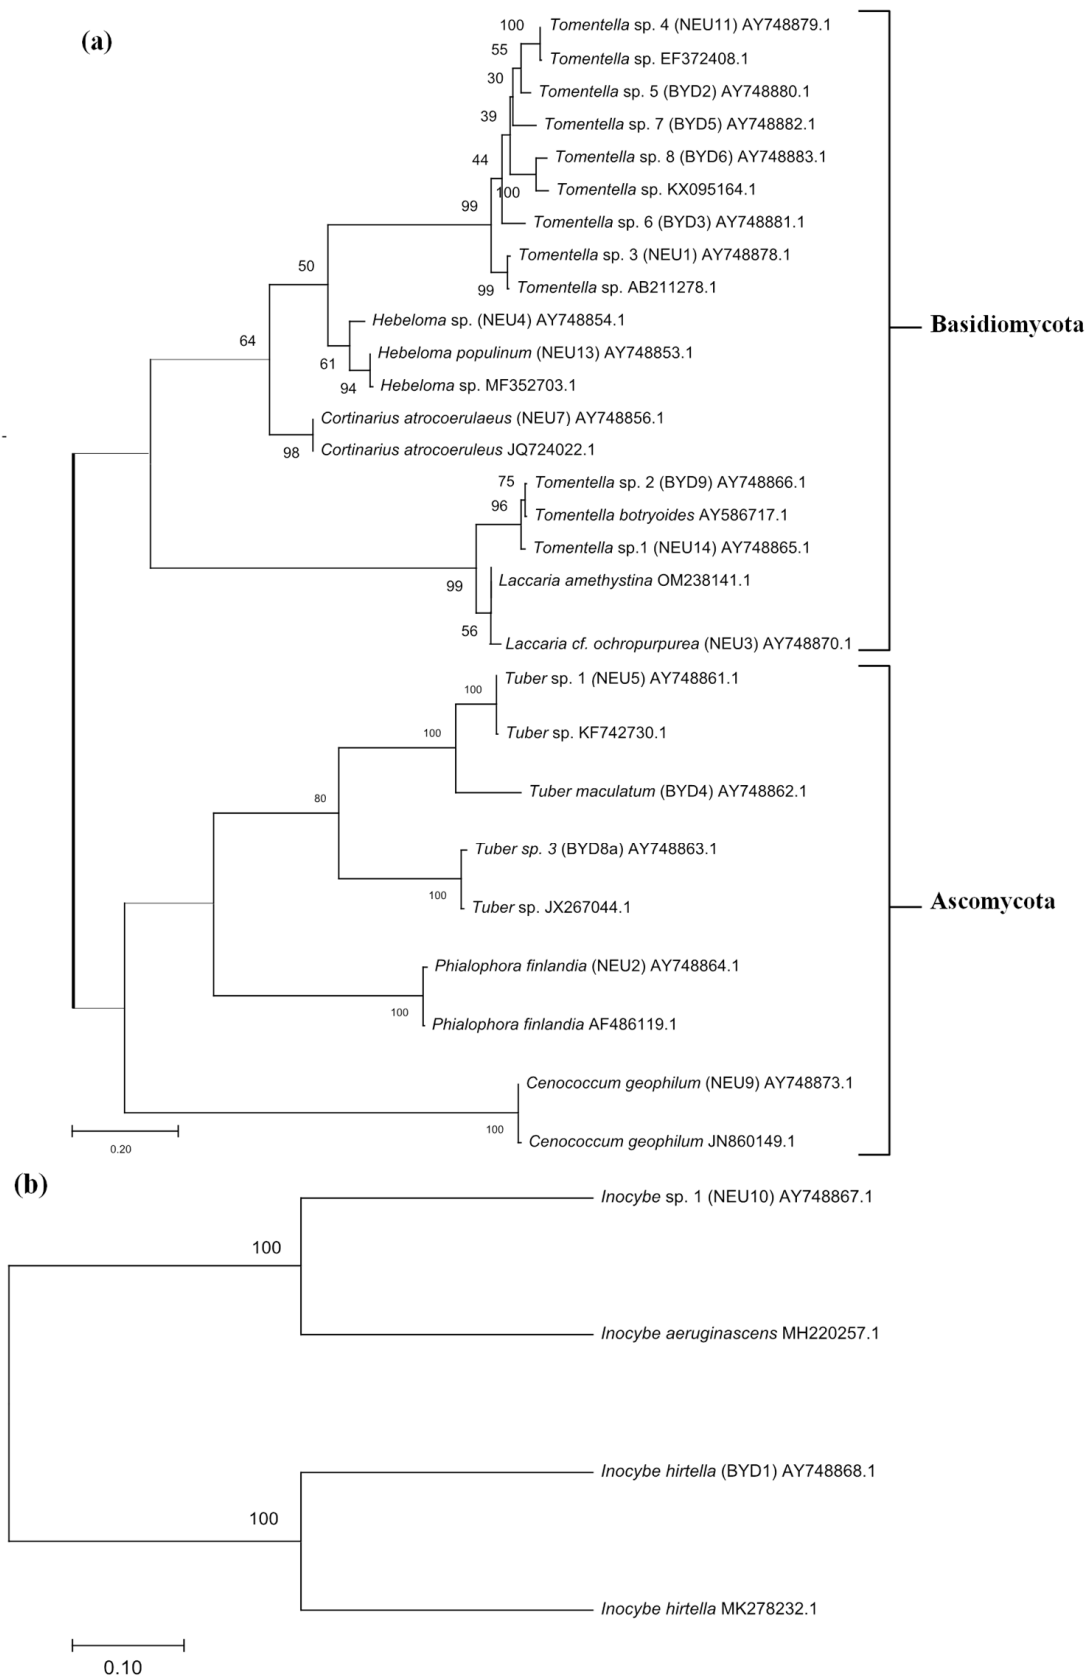 (a)
100
Tomentella sp. 4 (NEU11) AY748879.1
55
Tomentella sp. EF372408.1
30
Tomentella sp. 5 (BYD2) AY748880.1
39
Tomentella sp. 7 (BYD5) AY748882.1
44
Tomentella sp. 8 (BYD6) AY748883.1
100
Tomentella sp. KX095164.1
99
Tomentella sp. 6 (BYD3) AY748881.1
Tomentella sp. 3 (NEU1) AY748878.1
50
99
Tomentella sp. AB211278.1
Hebeloma sp. (NEU4) AY748854.1
Basidiomycota
64
61
Hebeloma populinum (NEU13) AY748853.1
94
Hebeloma sp. MF352703.1
Cortinarius atrocoerulaeus (NEU7) AY748856.1
-
98
Cortinarius atrocoeruleus JQ724022.1
75
Tomentella sp. 2 (BYD9) AY748866.1
96
Tomentella botryoides AY586717.1
Tomentella sp.1 (NEU14) AY748865.1
99
Laccaria amethystina OM238141.1
56
Laccaria cf. ochropurpurea (NEU3) AY748870.1
100
Tuber sp. 1 (NEU5) AY748861.1
100
Tuber sp. KF742730.1
80
Tuber maculatum (BYD4) AY748862.1
Tuber sp. 3 (BYD8a) AY748863.1
100
Tuber sp. JX267044.1
Ascomycota
Phialophora finlandia (NEU2) AY748864.1
100
Phialophora finlandia AF486119.1
Cenococcum geophilum (NEU9) AY748873.1
100
Cenococcum geophilum JN860149.1
0.20
(b)
Inocybe sp. 1 (NEU10) AY748867.1
100
Inocybe aeruginascens MH220257.1
Inocybe hirtella (BYD1) AY748868.1
100
Inocybe hirtella MK278232.1
0.10